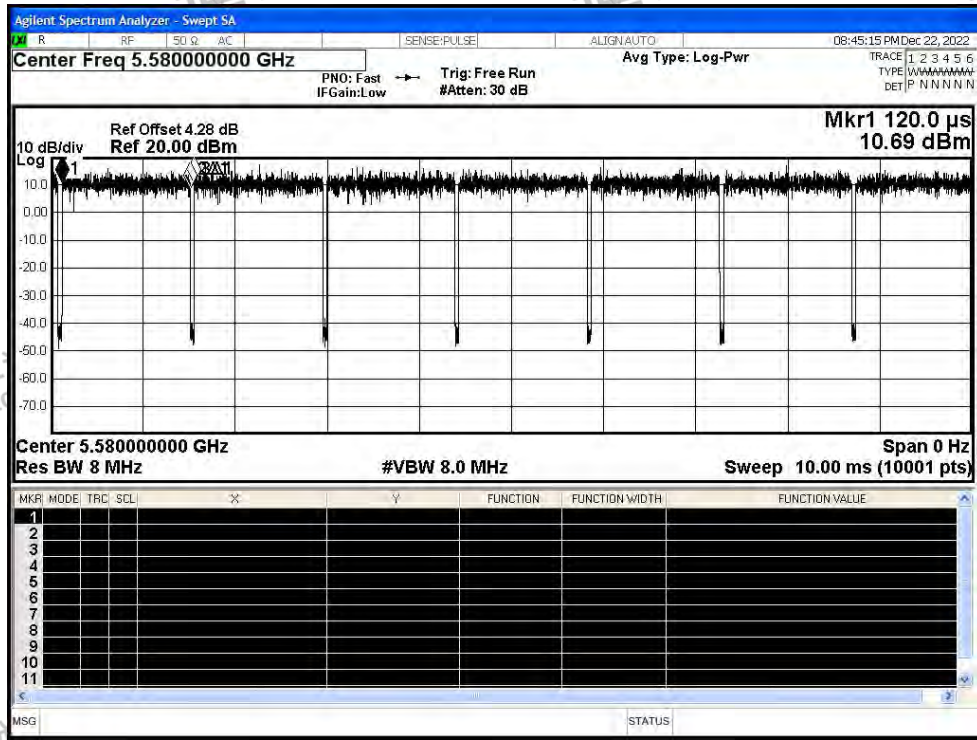 Agilent Spectrum Analyzer - Swept SA
LXI R RF 50 Ω AC SENSE:PULSE ALIGN AUTO 08:45:15 PM Dec 22, 2022
Center Freq 5.580000000 GHz Avg Type: Log-Pwr TRACE 1 2 3 4 5 6
PNO: Fast Trig: Free Run TYPE WWWWWW
IFGain:Low #Atten: 30 dB DET P N N N N N
Mkr1 120.0 µs
Ref Offset 4.28 dB
10 dB/div Ref 20.00 dBm 10.69 dBm
Log
1
10.0
0.00
-10.0
-20.0
-30.0
-40.0
-50.0
-60.0
-70.0
Center 5.580000000 GHz Span 0 Hz
Res BW 8 MHz #VBW 8.0 MHz Sweep 10.00 ms (10001 pts)
MKR MODE TRC SCL X Y FUNCTION FUNCTION WIDTH FUNCTION VALUE
1
2
3
4
5
6
7
8
9
10
11
MSG STATUS